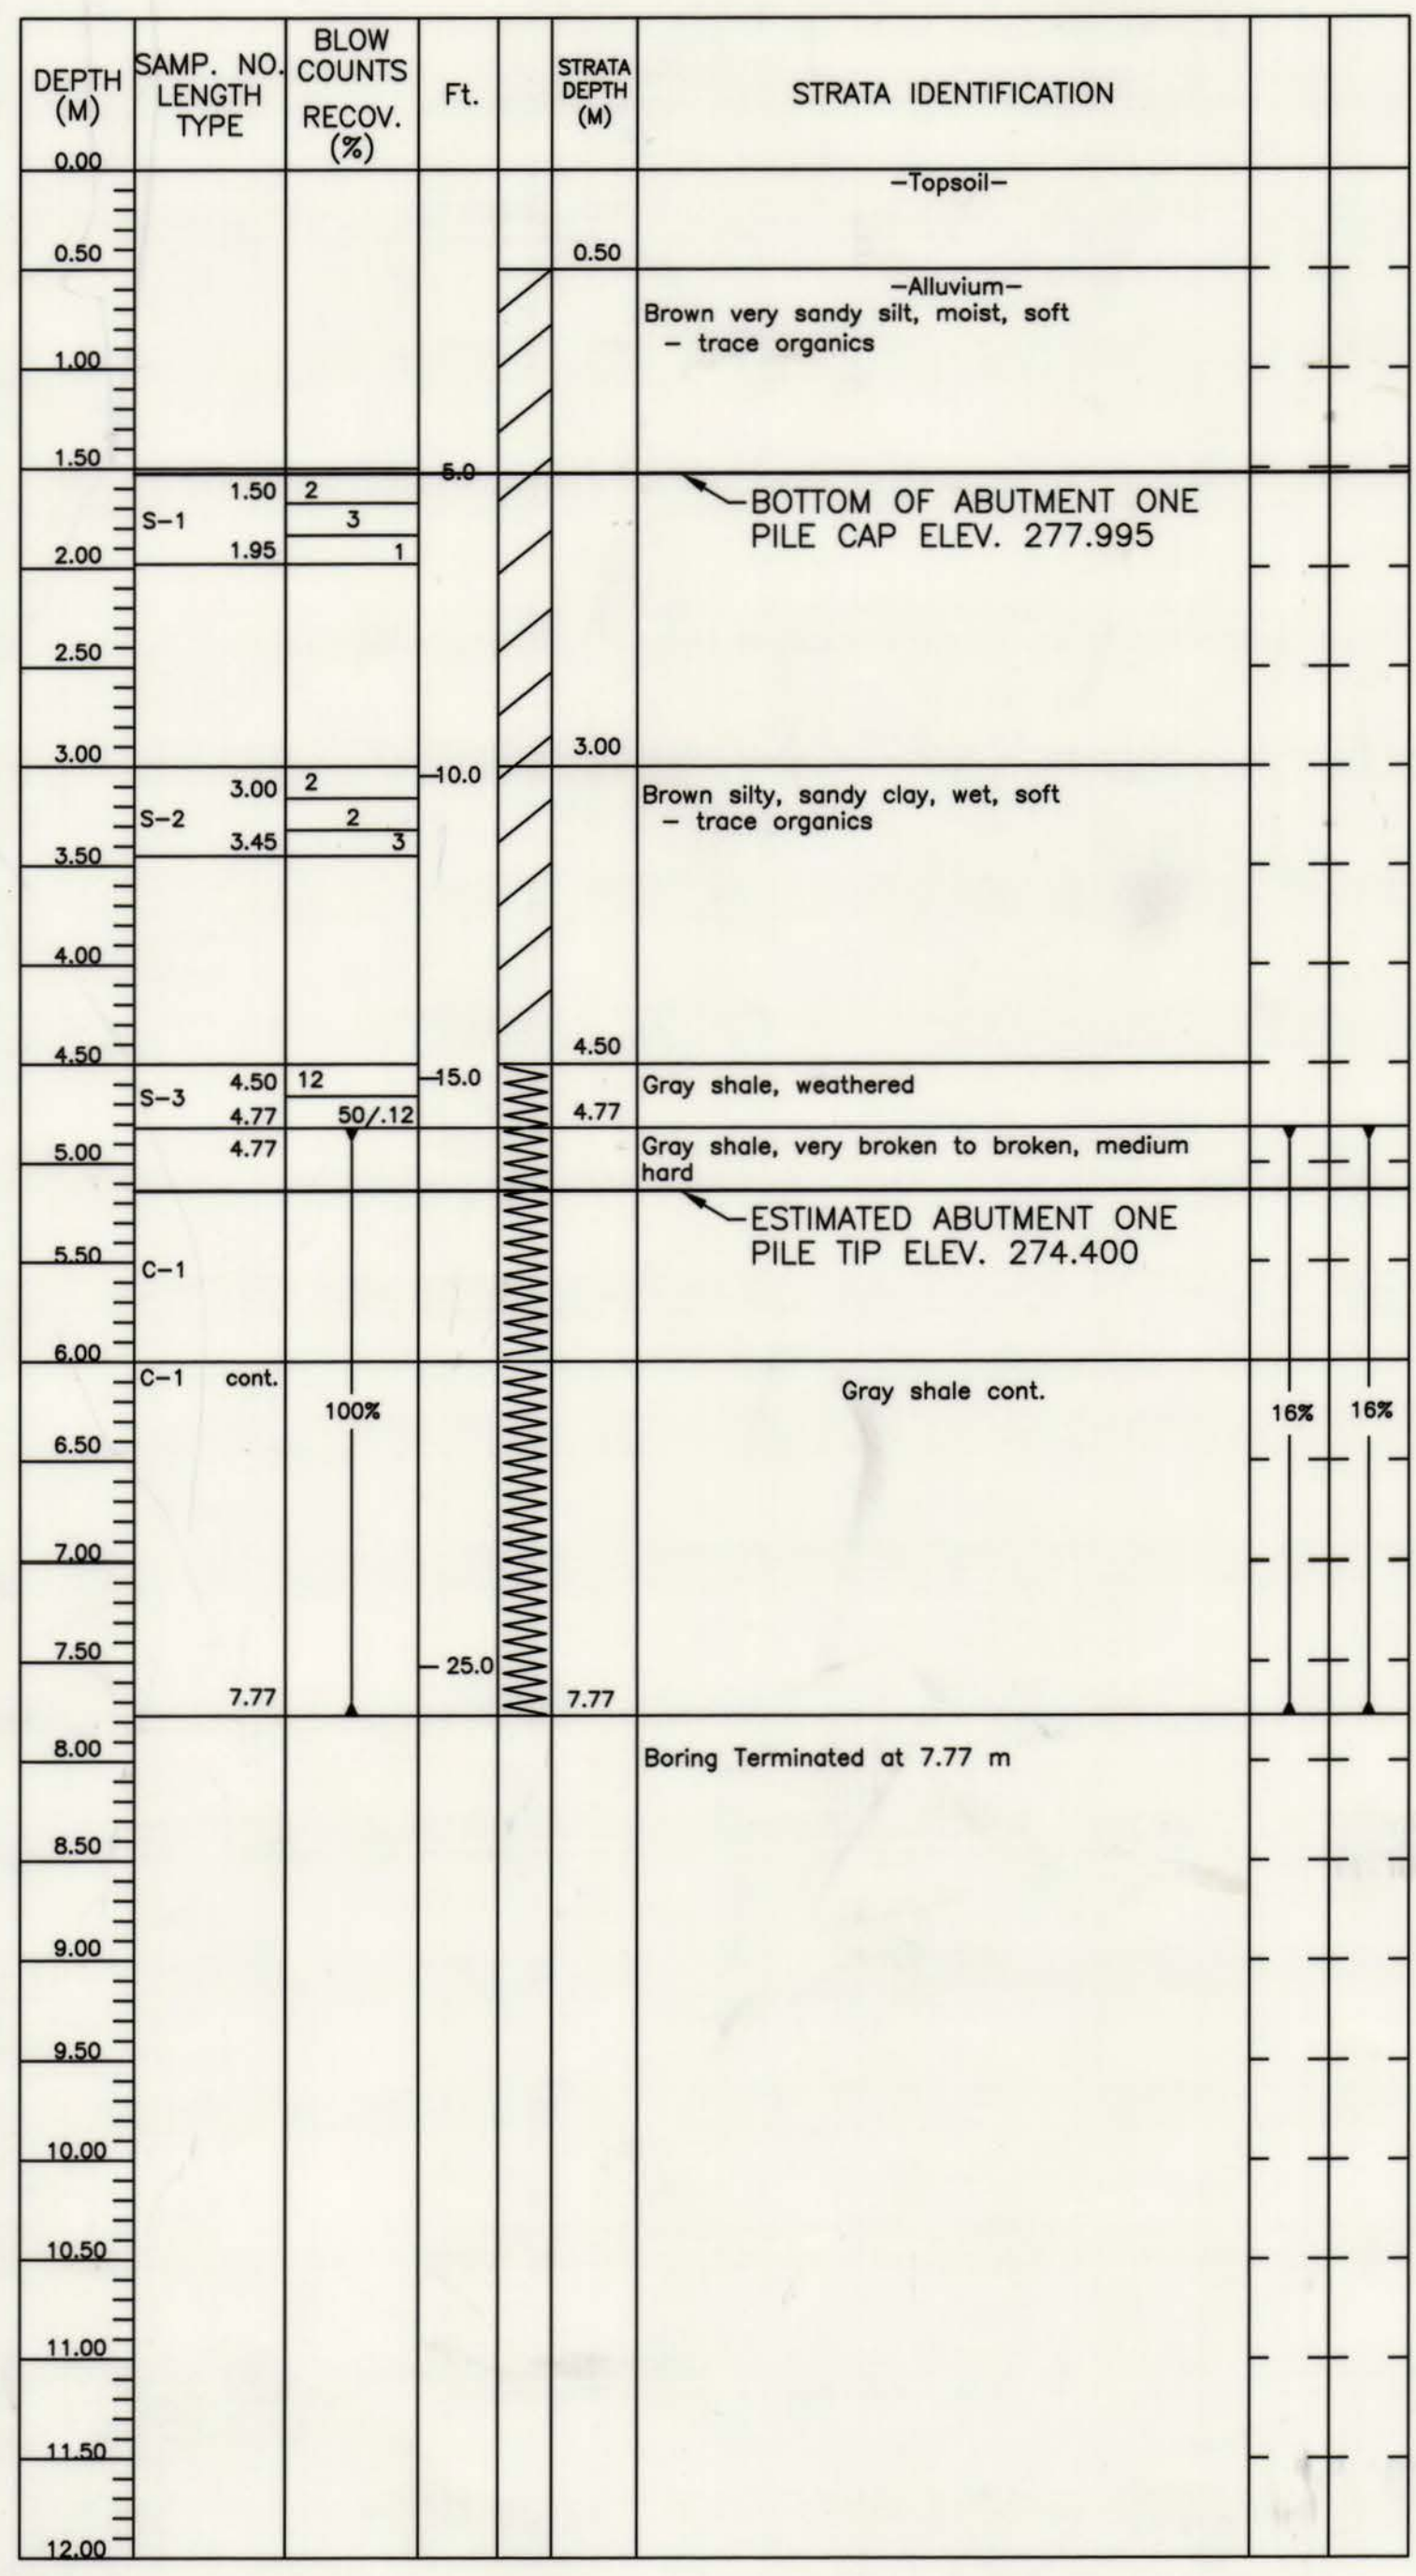 DEPTH
(M)
0.00
SAMP. NO.
LENGTH
TYPE
BLOW
COUNTS
RECOV.
(%)
Ft.
STRATA
DEPTH
(M)
STRATA IDENTIFICATION
-Topsoil-
0.50
0.50
-Alluvium-
Brown very sandy silt, moist, soft
- trace organics
1.00
1.50
5.0
1.50
2
S-1
3
1.95
1
BOTTOM OF ABUTMENT ONE
PILE CAP ELEV. 277.995
2.00
2.50
3.00
3.00
10.0
3.00
2
S-2
2
3.45
3
Brown silty, sandy clay, wet, soft
- trace organics
3.50
4.00
4.50
4.50
15.0
4.50
12
S-3
4.77
50/.12
4.77
Gray shale, weathered
4.77
Gray shale, very broken to broken, medium
hard
5.00
ESTIMATED ABUTMENT ONE
PILE TIP ELEV. 274.400
5.50
C-1
6.00
C-1 cont.
100%
Gray shale cont.
16%
16%
6.50
7.00
7.50
25.0
7.77
7.77
8.00
Boring Terminated at 7.77 m
8.50
9.00
9.50
10.00
10.50
11.00
11.50
12.00